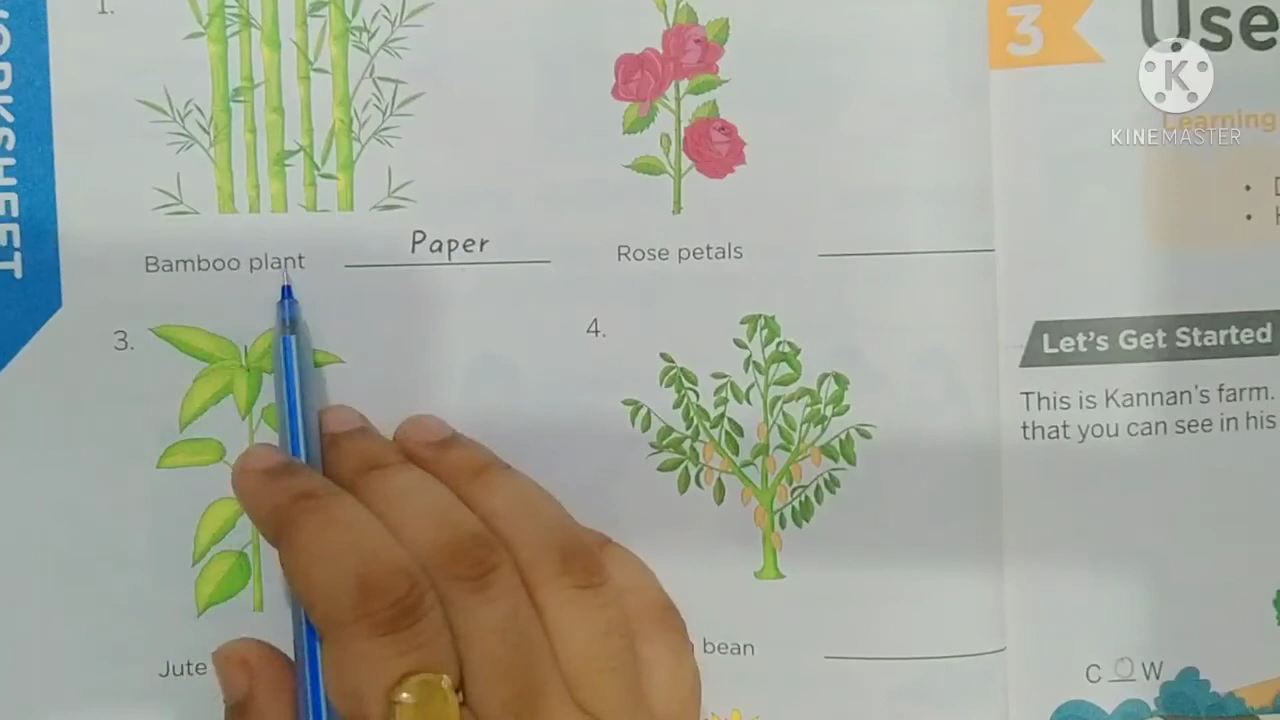 WORKSHEET
1.
Bamboo plant Paper
Rose petals
3.
4.
Jute
bean
3 Use
Learning
KINEMASTER
Let's Get Started
This is Kannan's farm.
that you can see in his
C O W